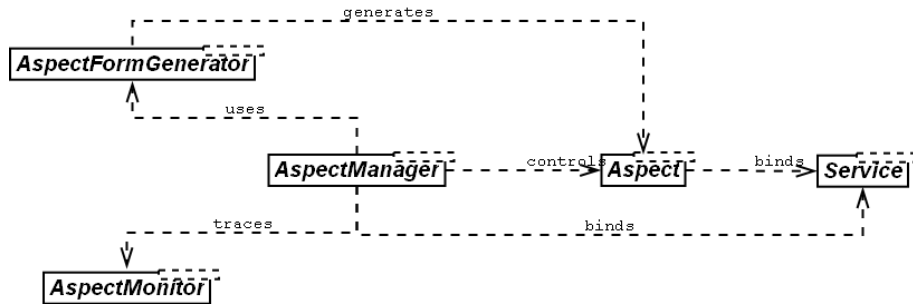 generates
AspectFormGenerator
uses
AspectManager
controls
Aspect
binds
Service
traces
binds
AspectMonitor